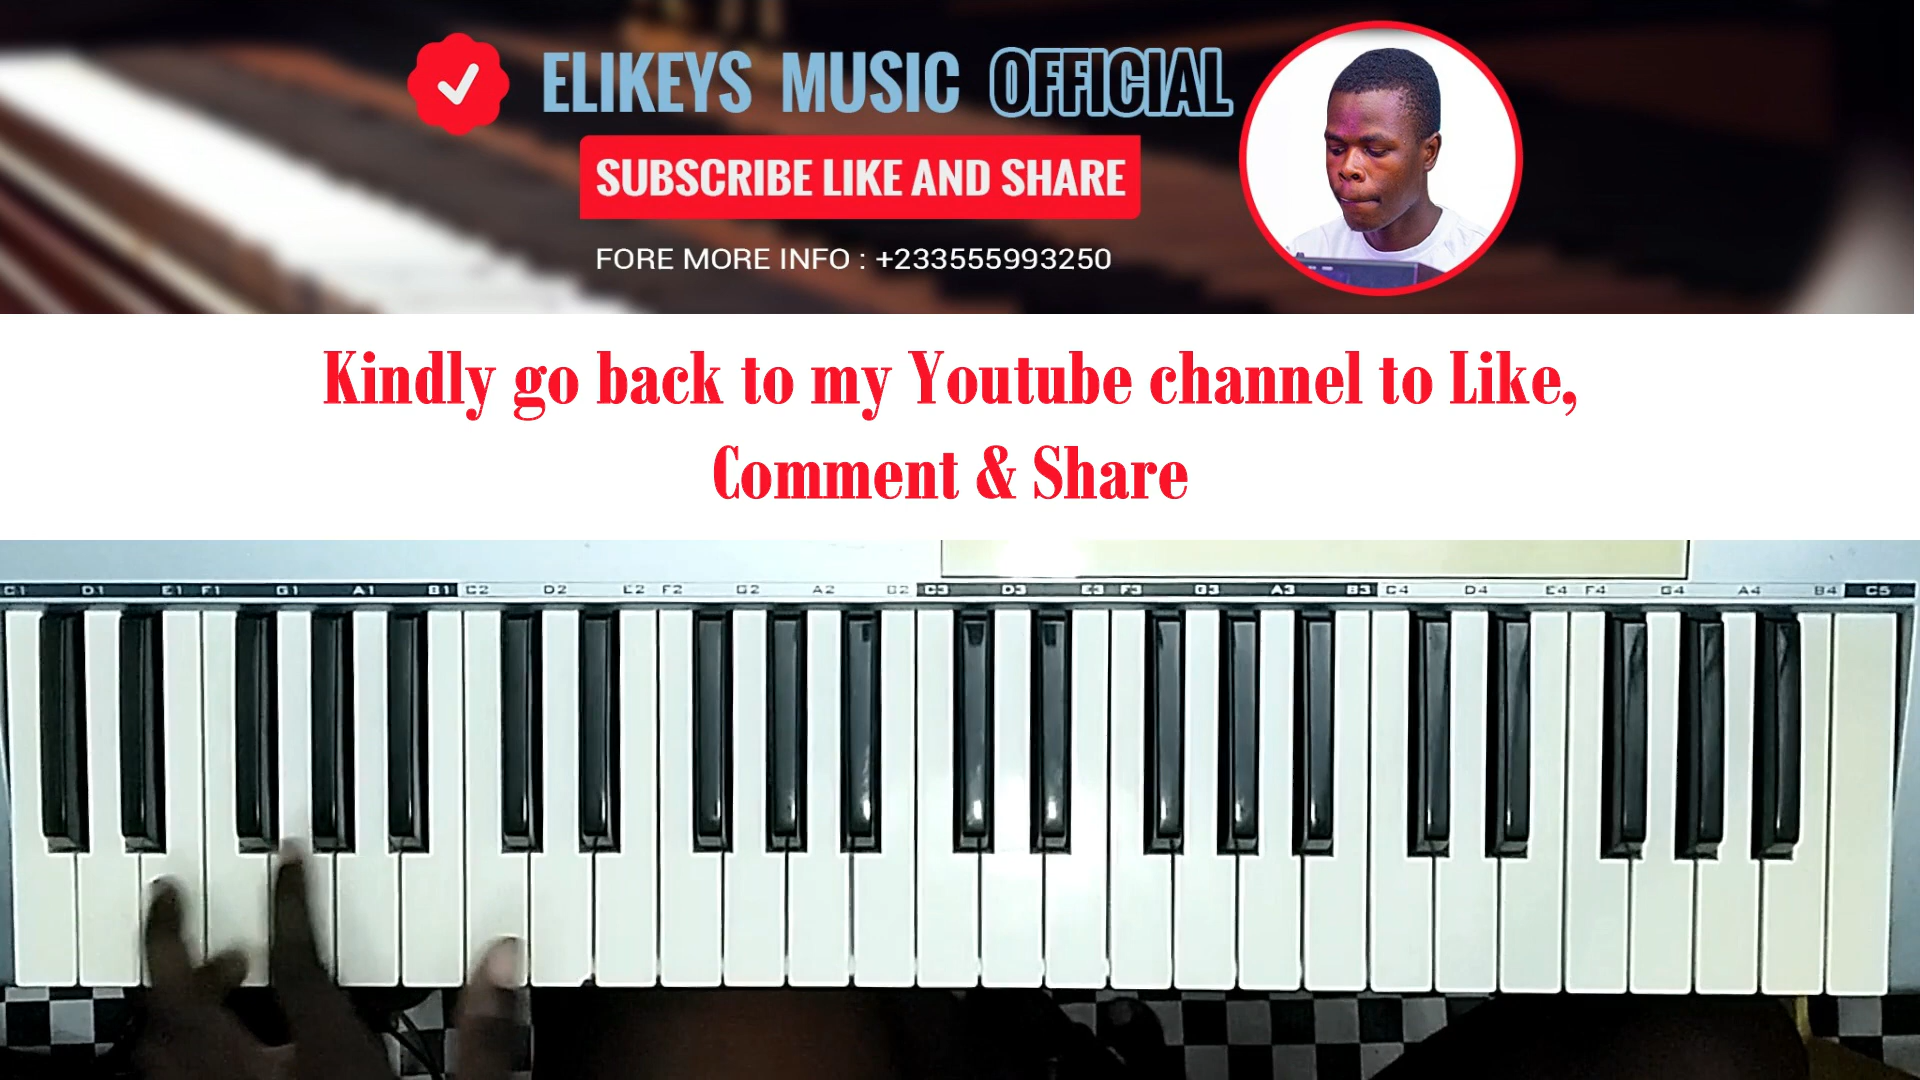 ELIKEYS MUSIC OFFICIAL
SUBSCRIBE LIKE AND SHARE
FORE MORE INFO : +233555993250
Kindly go back to my Youtube channel to Like,
Comment & Share
C1 D1 E1 F1 G1 A1 B1 C2 D2 E2 F2 G2 A2 B2 C3 D3 E3 F3 G3 A3 B3 C4 D4 E4 F4 G4 A4 B4 C5